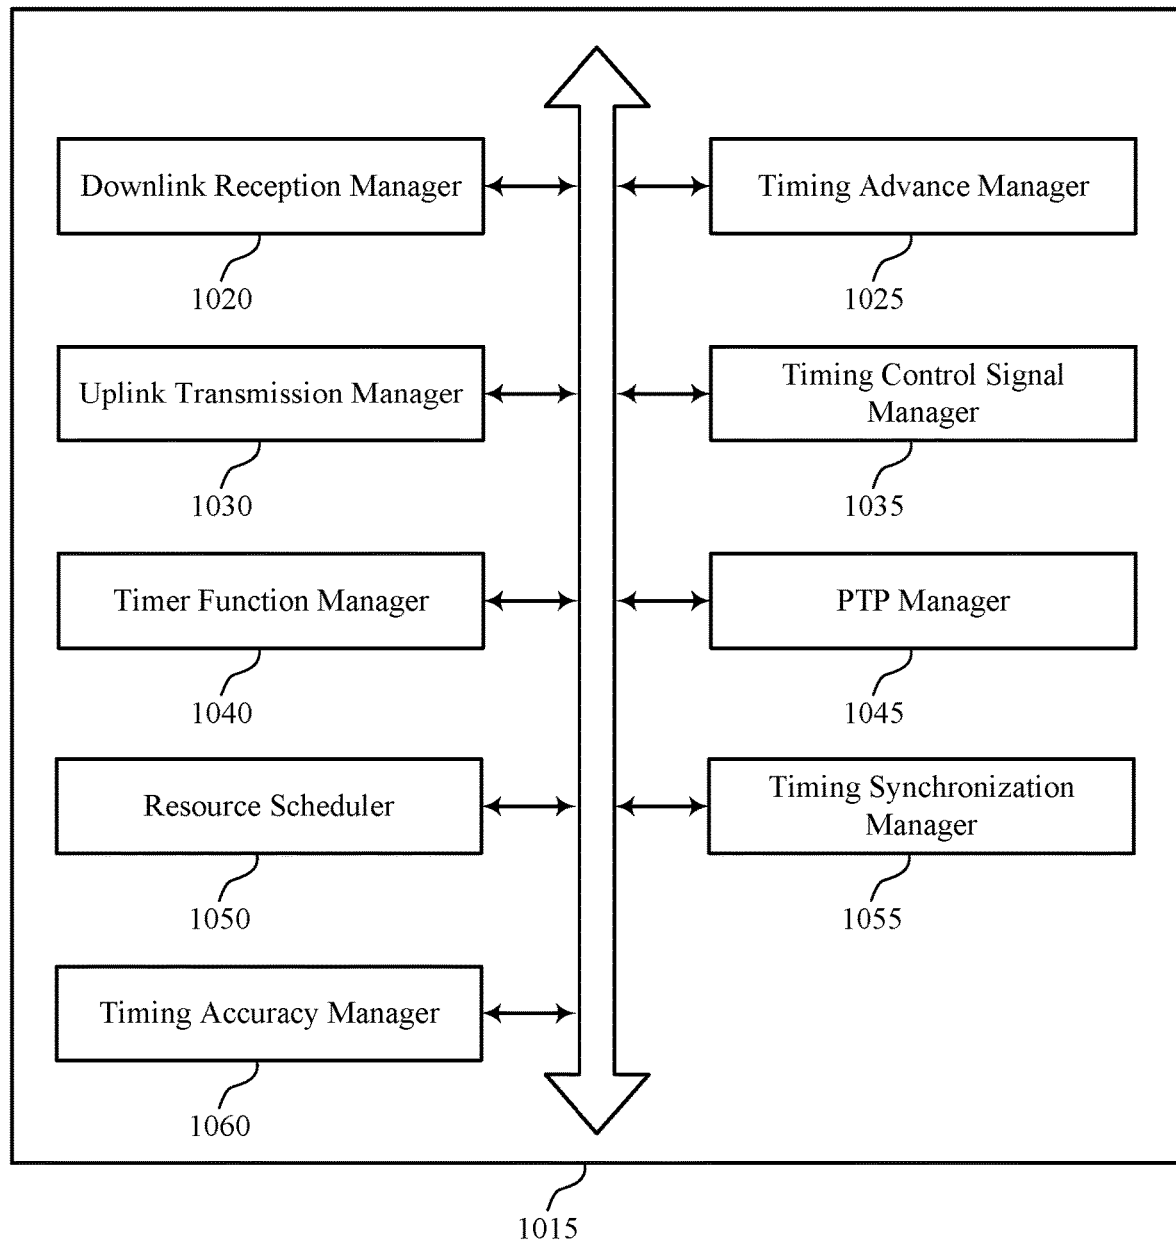 Downlink Reception Manager
1020
Timing Advance Manager
1025
Uplink Transmission Manager
1030
Timing Control Signal
Manager
1035
Timer Function Manager
1040
PTP Manager
1045
Resource Scheduler
1050
Timing Synchronization
Manager
1055
Timing Accuracy Manager
1060
1015